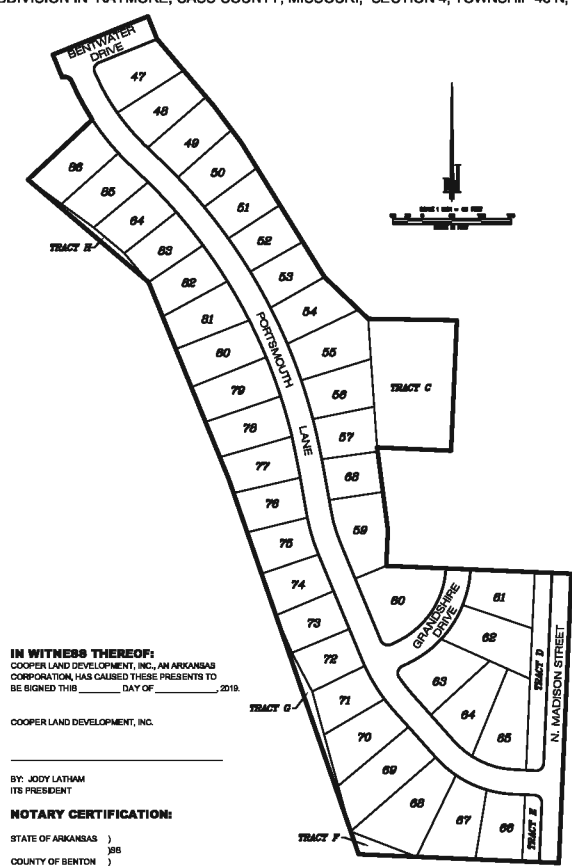 BDIVISION IN RAYMORE, CASS COUNTY, MISSOURI, SECTION 4, TOWNSHIP 46 N,
BENTWATER
DRIVE
47
48
49
50
51
52
53
54
55
56
57
58
59
60
86
85
84
83
82
81
80
79
78
77
76
75
74
73
72
71
70
69
68
67
66
TRACT H
PORTSMOUTH
LANE
TRACT C
GRANDSHIRE
DRIVE
61
62
63
64
65
TRACT D
N. MADISON STREET
TRACT E
TRACT G
TRACT F
N
IN WITNESS THEREOF:
COOPER LAND DEVELOPMENT, INC., AN ARKANSAS
CORPORATION, HAS CAUSED THESE PRESENTS TO
BE SIGNED THIS ______ DAY OF __________, 2019.
COOPER LAND DEVELOPMENT, INC.
BY: JODY LATHAM
ITS PRESIDENT
NOTARY CERTIFICATION:
STATE OF ARKANSAS )
)SS
COUNTY OF BENTON )